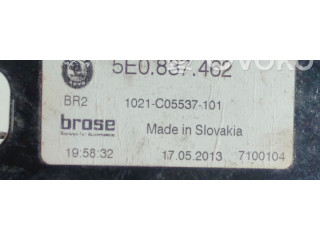 5E0.837.462
BR2 1021-C05537-101
brose
Made in Slovakia
19:58:32 17.05.2013 7100104